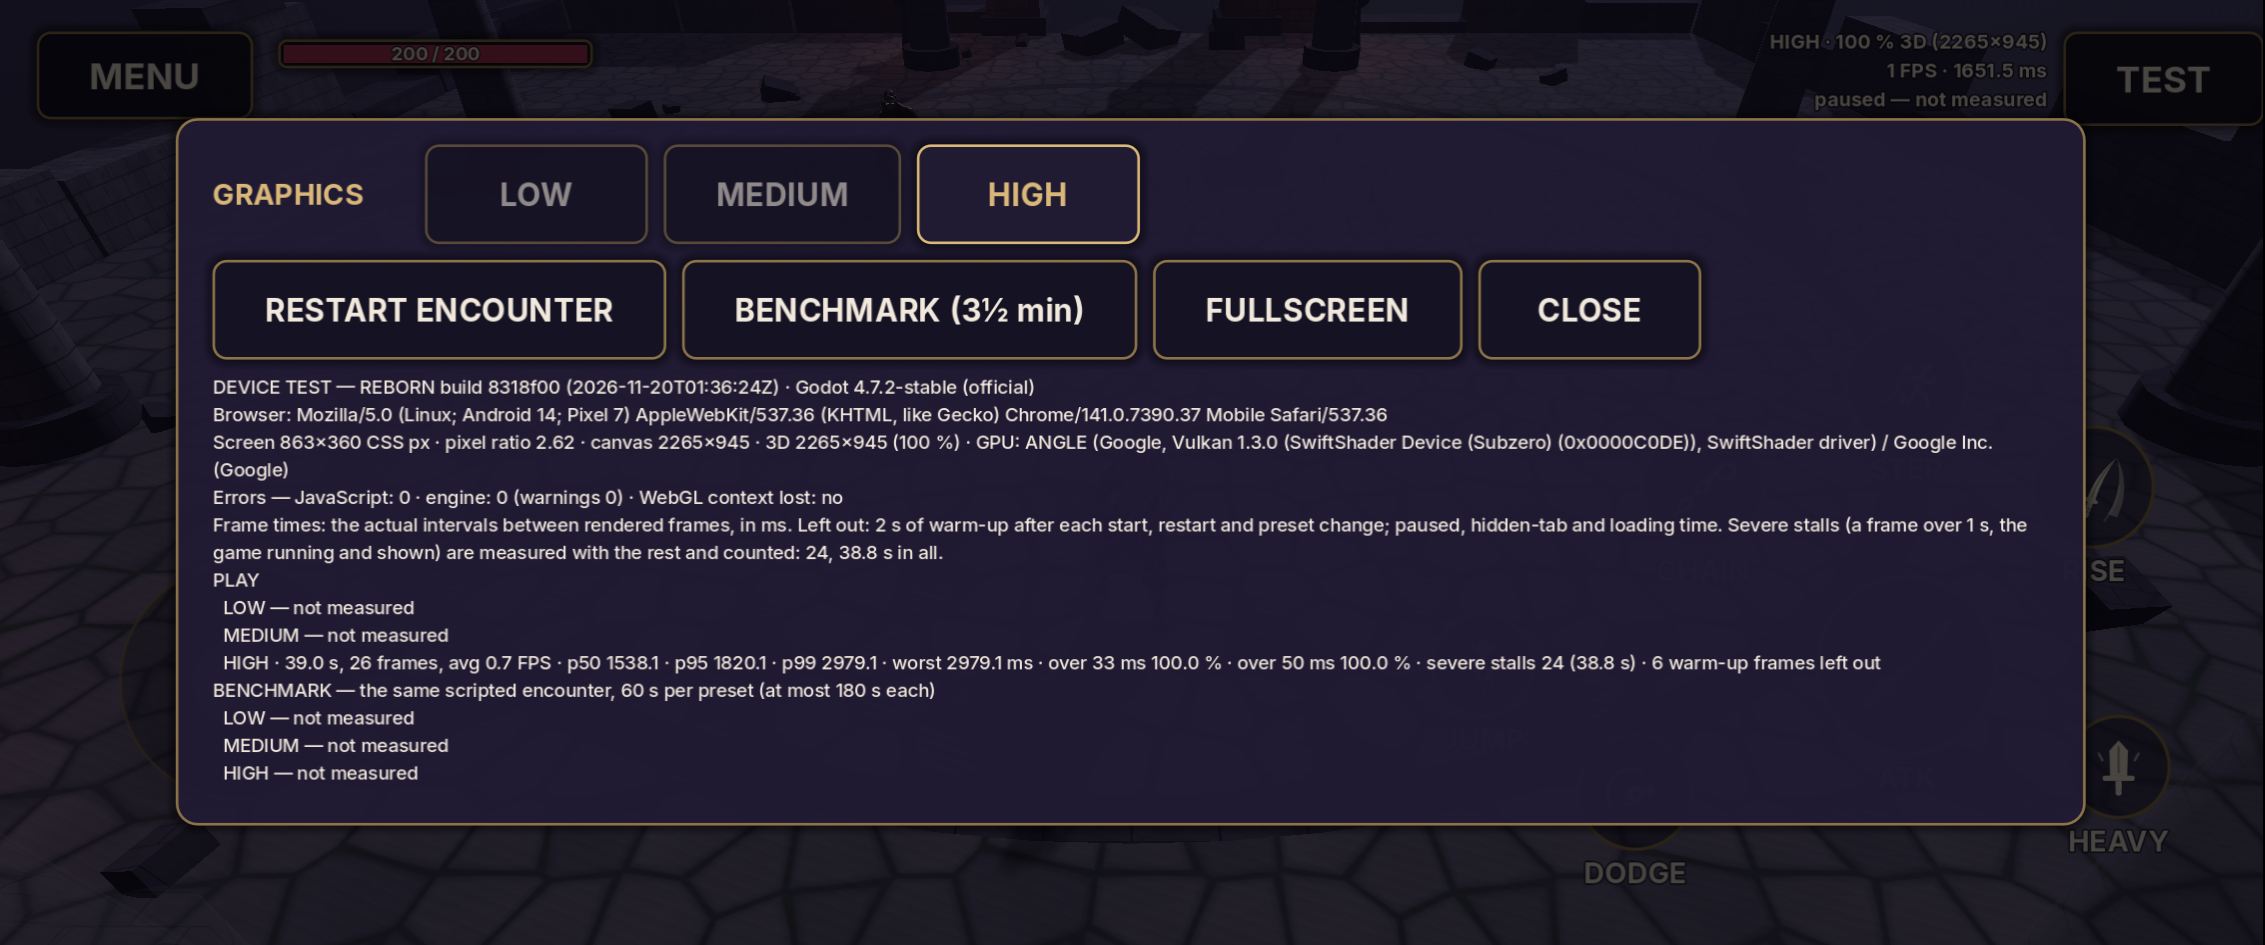 MENU
200 / 200
HIGH · 100 % 3D (2265×945)
1 FPS · 1651.5 ms
paused — not measured
TEST
GRAPHICS
LOW
MEDIUM
HIGH
RESTART ENCOUNTER
BENCHMARK (3½ min)
FULLSCREEN
CLOSE
DEVICE TEST — REBORN build 8318f00 (2026-11-20T01:36:24Z) · Godot 4.7.2-stable (official)
Browser: Mozilla/5.0 (Linux; Android 14; Pixel 7) AppleWebKit/537.36 (KHTML, like Gecko) Chrome/141.0.7390.37 Mobile Safari/537.36
Screen 863×360 CSS px · pixel ratio 2.62 · canvas 2265×945 · 3D 2265×945 (100 %) · GPU: ANGLE (Google, Vulkan 1.3.0 (SwiftShader Device (Subzero) (0x0000C0DE)), SwiftShader driver) / Google Inc.
(Google)
Errors — JavaScript: 0 · engine: 0 (warnings 0) · WebGL context lost: no
Frame times: the actual intervals between rendered frames, in ms. Left out: 2 s of warm-up after each start, restart and preset change; paused, hidden-tab and loading time. Severe stalls (a frame over 1 s, the
game running and shown) are measured with the rest and counted: 24, 38.8 s in all.
PLAY
LOW — not measured
MEDIUM — not measured
HIGH · 39.0 s, 26 frames, avg 0.7 FPS · p50 1538.1 · p95 1820.1 · p99 2979.1 · worst 2979.1 ms · over 33 ms 100.0 % · over 50 ms 100.0 % · severe stalls 24 (38.8 s) · 6 warm-up frames left out
BENCHMARK — the same scripted encounter, 60 s per preset (at most 180 s each)
LOW — not measured
MEDIUM — not measured
HIGH — not measured
JUMP
DODGE
HEAVY